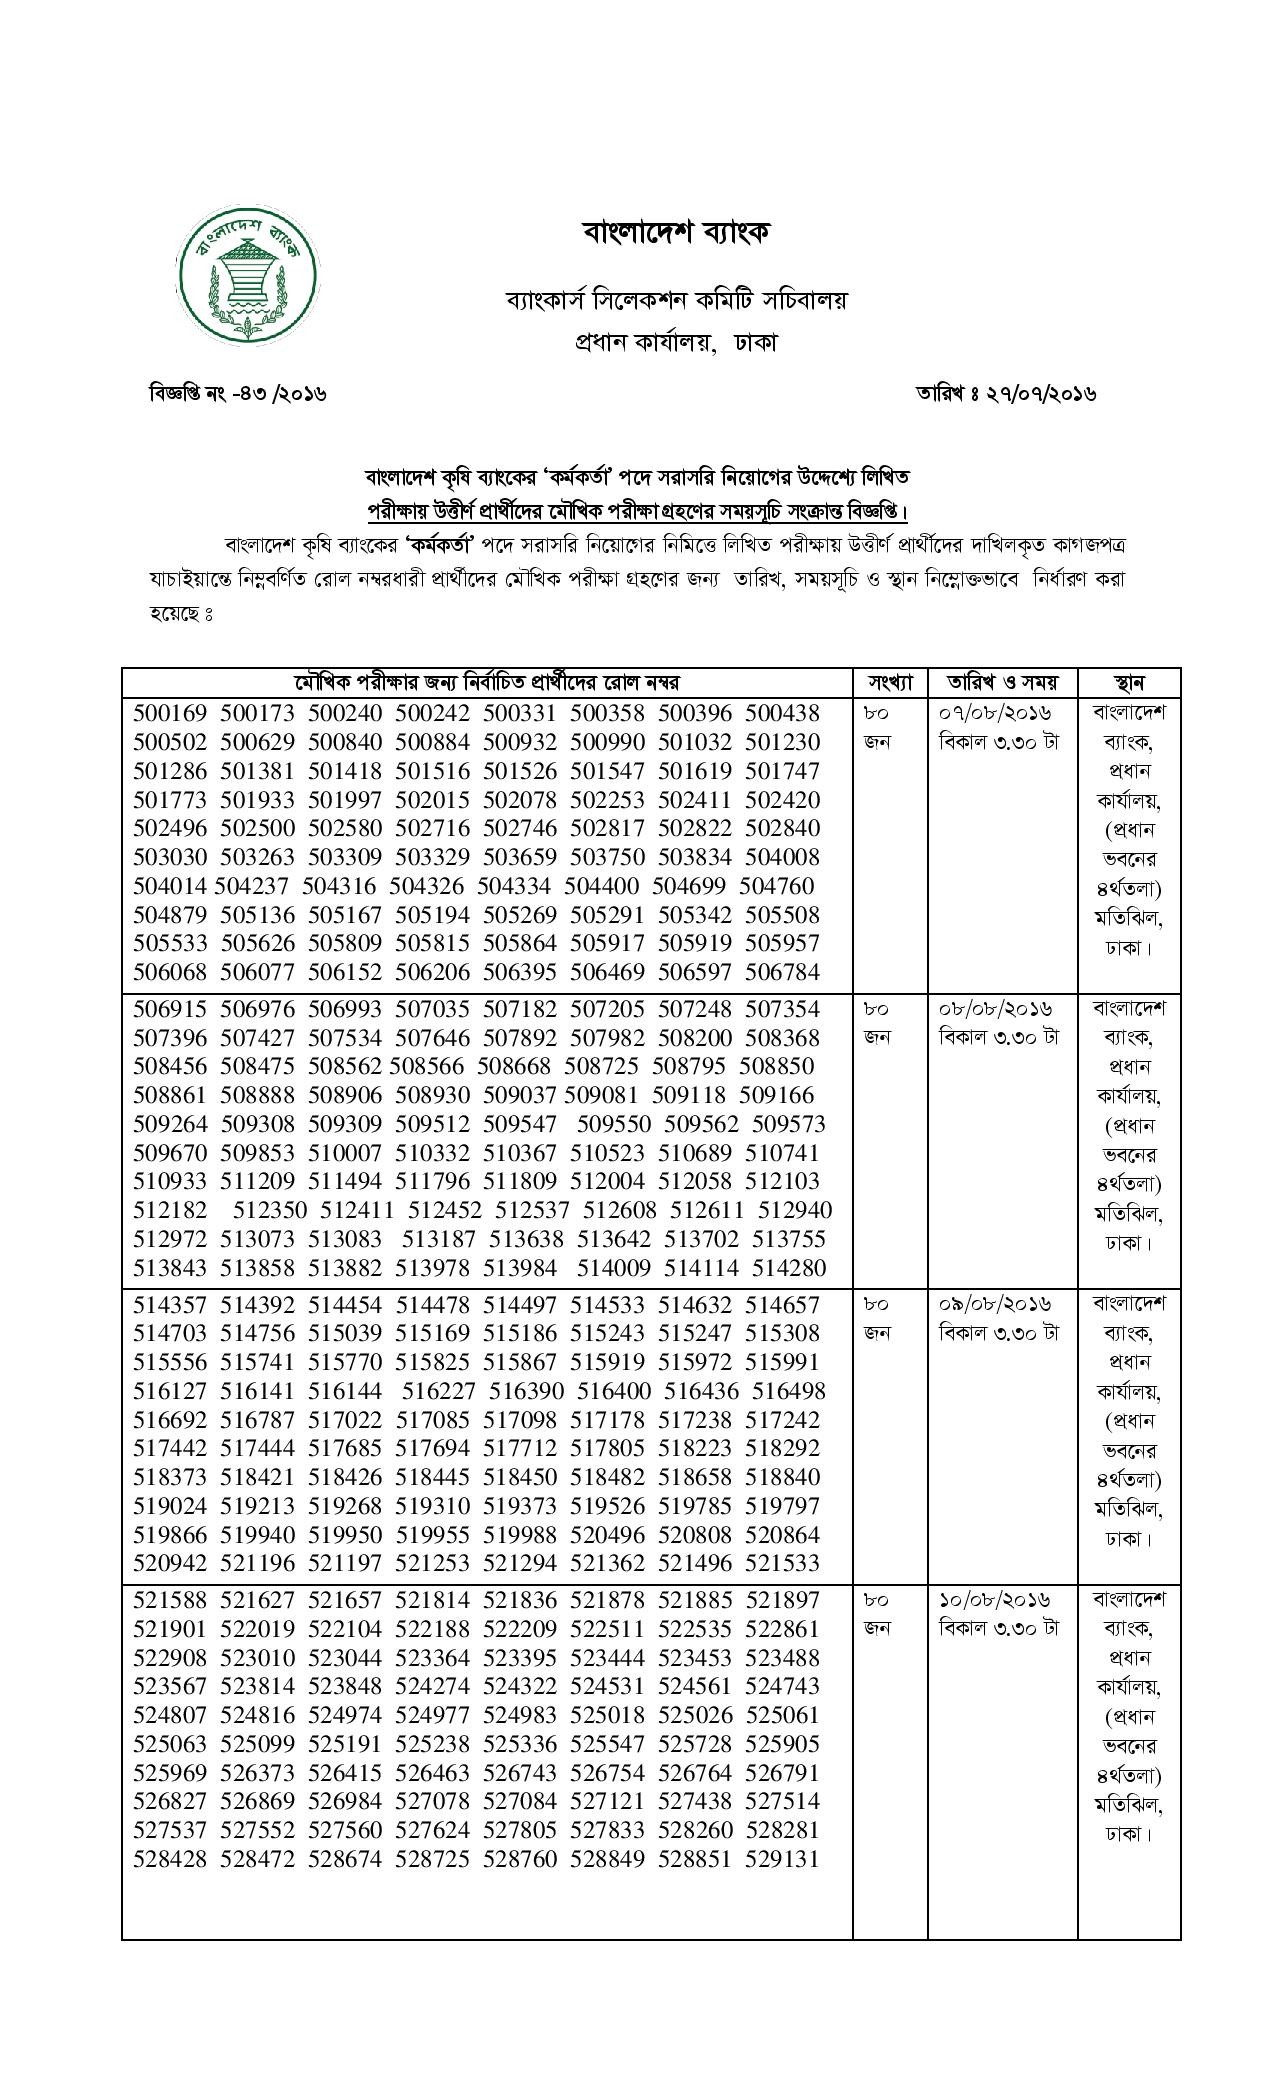 বাংলাদেশ ব্যাংক
বাংলাদেশ ব্যাংক
ব্যাংকার্স সিলেকশন কমিটি সচিবালয়
প্রধান কার্যালয়, ঢাকা
বিজ্ঞপ্তি নং -৪৩ /২০১৬ তারিখ ঃ ২৭/০৭/২০১৬
বাংলাদেশ কৃষি ব্যাংকের ‘কর্মকর্তা’ পদে সরাসরি নিয়োগের উদ্দেশ্যে লিখিত
পরীক্ষায় উত্তীর্ণ প্রার্থীদের মৌখিক পরীক্ষা গ্রহণের সময়সূচি সংক্রান্ত বিজ্ঞপ্তি।
বাংলাদেশ কৃষি ব্যাংকের ‘কর্মকর্তা’ পদে সরাসরি নিয়োগের নিমিত্তে লিখিত পরীক্ষায় উত্তীর্ণ প্রার্থীদের দাখিলকৃত কাগজপত্র
যাচাইয়ান্তে নিম্নবর্ণিত রোল নম্বরধারী প্রার্থীদের মৌখিক পরীক্ষা গ্রহণের জন্য তারিখ, সময়সূচি ও স্থান নিম্নোক্তভাবে নির্ধারণ করা
হয়েছে ঃ
মৌখিক পরীক্ষার জন্য নির্বাচিত প্রার্থীদের রোল নম্বর সংখ্যা তারিখ ও সময় স্থান
500169 500173 500240 500242 500331 500358 500396 500438 ৮০ ০৭/০৮/২০১৬ বাংলাদেশ
500502 500629 500840 500884 500932 500990 501032 501230 জন বিকাল ৩.৩০ টা ব্যাংক,
501286 501381 501418 501516 501526 501547 501619 501747 প্রধান
501773 501933 501997 502015 502078 502253 502411 502420 কার্যালয়,
502496 502500 502580 502716 502746 502817 502822 502840 (প্রধান
503030 503263 503309 503329 503659 503750 503834 504008 ভবনের
504014 504237 504316 504326 504334 504400 504699 504760 ৪র্থতলা)
504879 505136 505167 505194 505269 505291 505342 505508 মতিঝিল,
505533 505626 505809 505815 505864 505917 505919 505957 ঢাকা।
506068 506077 506152 506206 506395 506469 506597 506784
506915 506976 506993 507035 507182 507205 507248 507354 ৮০ ০৮/০৮/২০১৬ বাংলাদেশ
507396 507427 507534 507646 507892 507982 508200 508368 জন বিকাল ৩.৩০ টা ব্যাংক,
508456 508475 508562 508566 508668 508725 508795 508850 প্রধান
508861 508888 508906 508930 509037 509081 509118 509166 কার্যালয়,
509264 509308 509309 509512 509547 509550 509562 509573 (প্রধান
509670 509853 510007 510332 510367 510523 510689 510741 ভবনের
510933 511209 511494 511796 511809 512004 512058 512103 ৪র্থতলা)
512182 512350 512411 512452 512537 512608 512611 512940 মতিঝিল,
512972 513073 513083 513187 513638 513642 513702 513755 ঢাকা।
513843 513858 513882 513978 513984 514009 514114 514280
514357 514392 514454 514478 514497 514533 514632 514657 ৮০ ০৯/০৮/২০১৬ বাংলাদেশ
514703 514756 515039 515169 515186 515243 515247 515308 জন বিকাল ৩.৩০ টা ব্যাংক,
515556 515741 515770 515825 515867 515919 515972 515991 প্রধান
516127 516141 516144 516227 516390 516400 516436 516498 কার্যালয়,
516692 516787 517022 517085 517098 517178 517238 517242 (প্রধান
517442 517444 517685 517694 517712 517805 518223 518292 ভবনের
518373 518421 518426 518445 518450 518482 518658 518840 ৪র্থতলা)
519024 519213 519268 519310 519373 519526 519785 519797 মতিঝিল,
519866 519940 519950 519955 519988 520496 520808 520864 ঢাকা।
520942 521196 521197 521253 521294 521362 521496 521533
521588 521627 521657 521814 521836 521878 521885 521897 ৮০ ১০/০৮/২০১৬ বাংলাদেশ
521901 522019 522104 522188 522209 522511 522535 522861 জন বিকাল ৩.৩০ টা ব্যাংক,
522908 523010 523044 523364 523395 523444 523453 523488 প্রধান
523567 523814 523848 524274 524322 524531 524561 524743 কার্যালয়,
524807 524816 524974 524977 524983 525018 525026 525061 (প্রধান
525063 525099 525191 525238 525336 525547 525728 525905 ভবনের
525969 526373 526415 526463 526743 526754 526764 526791 ৪র্থতলা)
526827 526869 526984 527078 527084 527121 527438 527514 মতিঝিল,
527537 527552 527560 527624 527805 527833 528260 528281 ঢাকা।
528428 528472 528674 528725 528760 528849 528851 529131